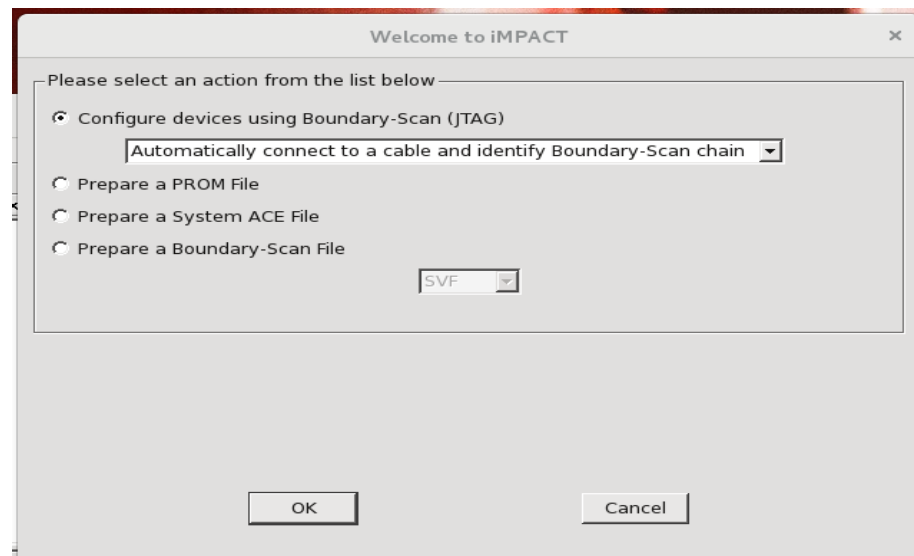 Welcome to iMPACT
Please select an action from the list below
Configure devices using Boundary-Scan (JTAG)
Automatically connect to a cable and identify Boundary-Scan chain
Prepare a PROM File
Prepare a System ACE File
Prepare a Boundary-Scan File
SVF
OK Cancel